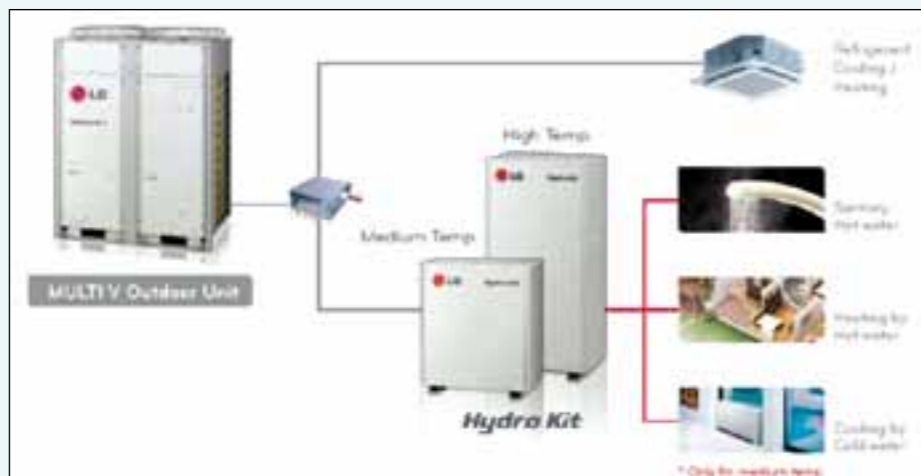 LG
MULTI V Outdoor Unit
Refrigerant
Cooling /
Heating
High Temp
LG
Medium Temp
LG
Hydro Kit
Sanitary
Hot water
Heating by
Hot water
Cooling by
Cold water
* Only for medium temp